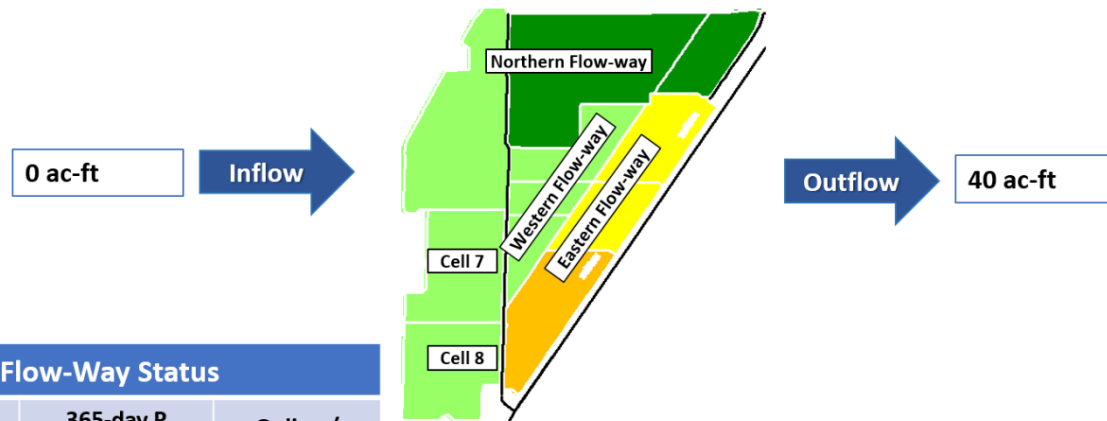 Northern Flow-way
0 ac-ft
Inflow
Western Flow-way
Eastern Flow-way
Outflow
40 ac-ft
Cell 7
Cell 8
Flow-Way Status
365-day P